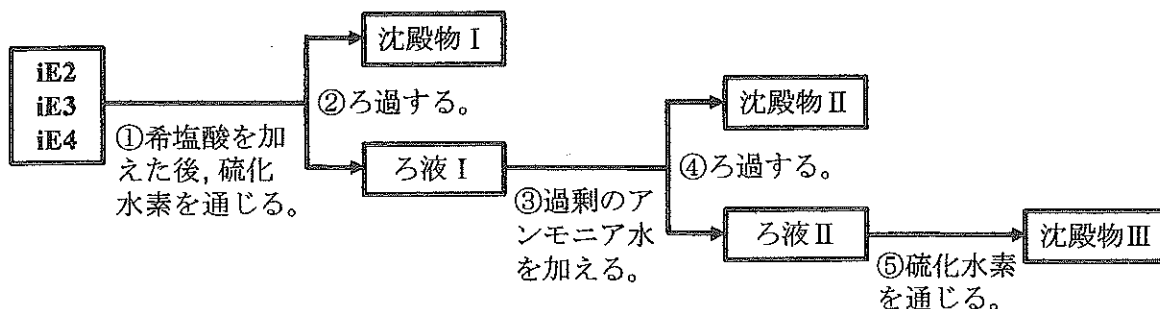 iE2
iE3
iE4
①希塩酸を加
えた後, 硫化
水素を通じる。
沈殿物Ⅰ
②ろ過する。
ろ液Ⅰ
③過剰のア
ンモニア水
を加える。
沈殿物Ⅱ
④ろ過する。
ろ液Ⅱ
⑤硫化水素
を通じる。
沈殿物Ⅲ